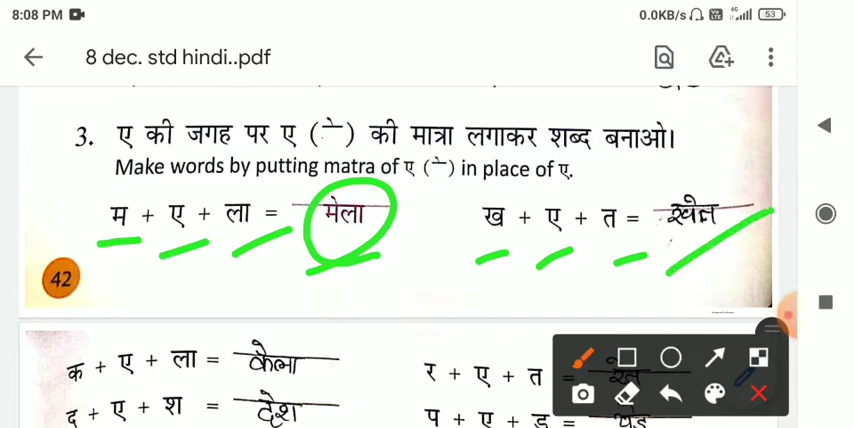 8:08 PM
0.0KB/s 4G 53
8 dec. std hindi..pdf
3. ए की जगह पर ए ( े ) की मात्रा लगाकर शब्द बनाओ।
Make words by putting matra of ए ( े ) in place of ए.
म + ए + ला = मेला ख + ए + त = खेत
42
क + ए + ला = केला र + ए + त =
द + ए + श = देश प + ए + ड़ =